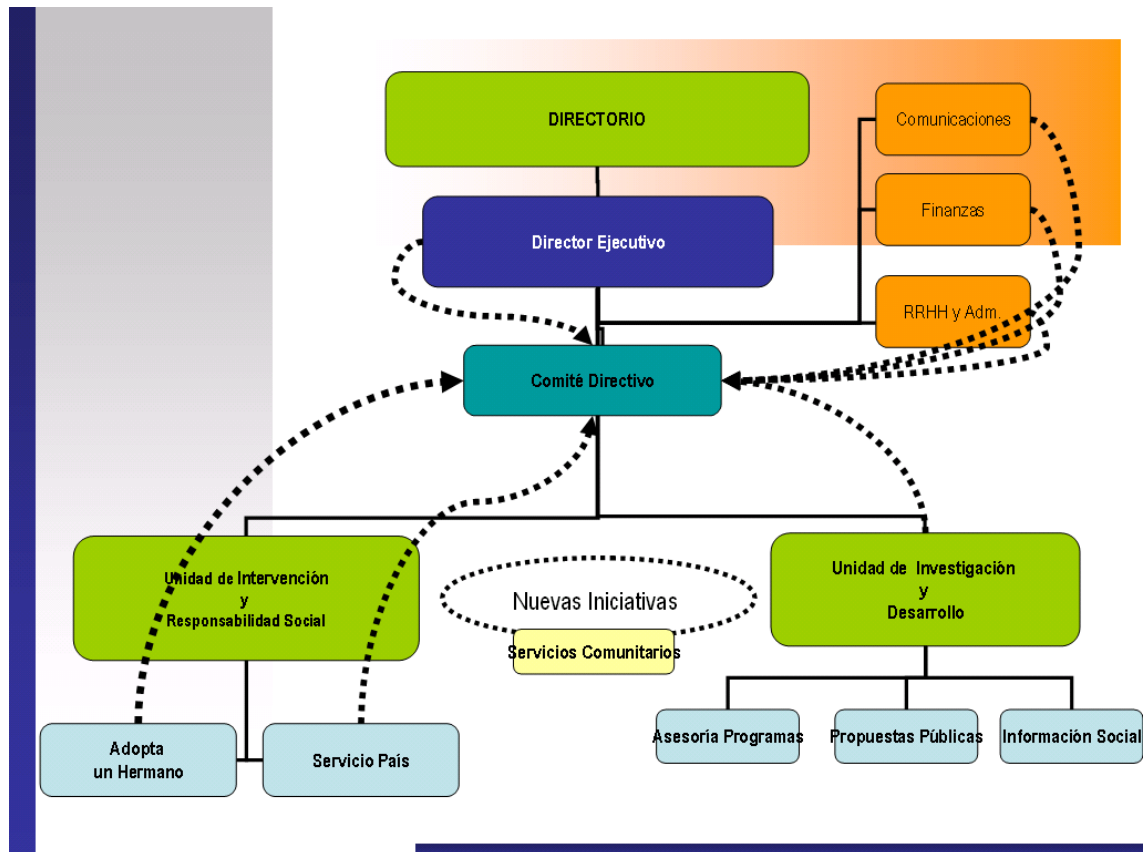 DIRECTORIO
Comunicaciones
Finanzas
Director Ejecutivo
RRHH y Adm.
Comité Directivo
Unidad de Intervención
y
Responsabilidad Social
Nuevas Iniciativas
Servicios Comunitarios
Unidad de Investigación
y
Desarrollo
Adopta
un Hermano
Servicio País
Asesoría Programas
Propuestas Públicas
Información Social